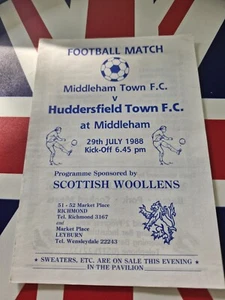 FOOTBALL MATCH
Middleham Town F.C.
v
Huddersfield Town F.C.
at Middleham
29th JULY 1988
Kick-Off 6.45 pm
Programme Sponsored by
SCOTTISH WOOLLENS
51 - 52 Market Place
RICHMOND
Tel. Richmond 3167
and
Market Place
LEYBURN
Tel. Wensleydale 22243
• SWEATERS, ETC. ARE ON SALE THIS EVENING •
IN THE PAVILION